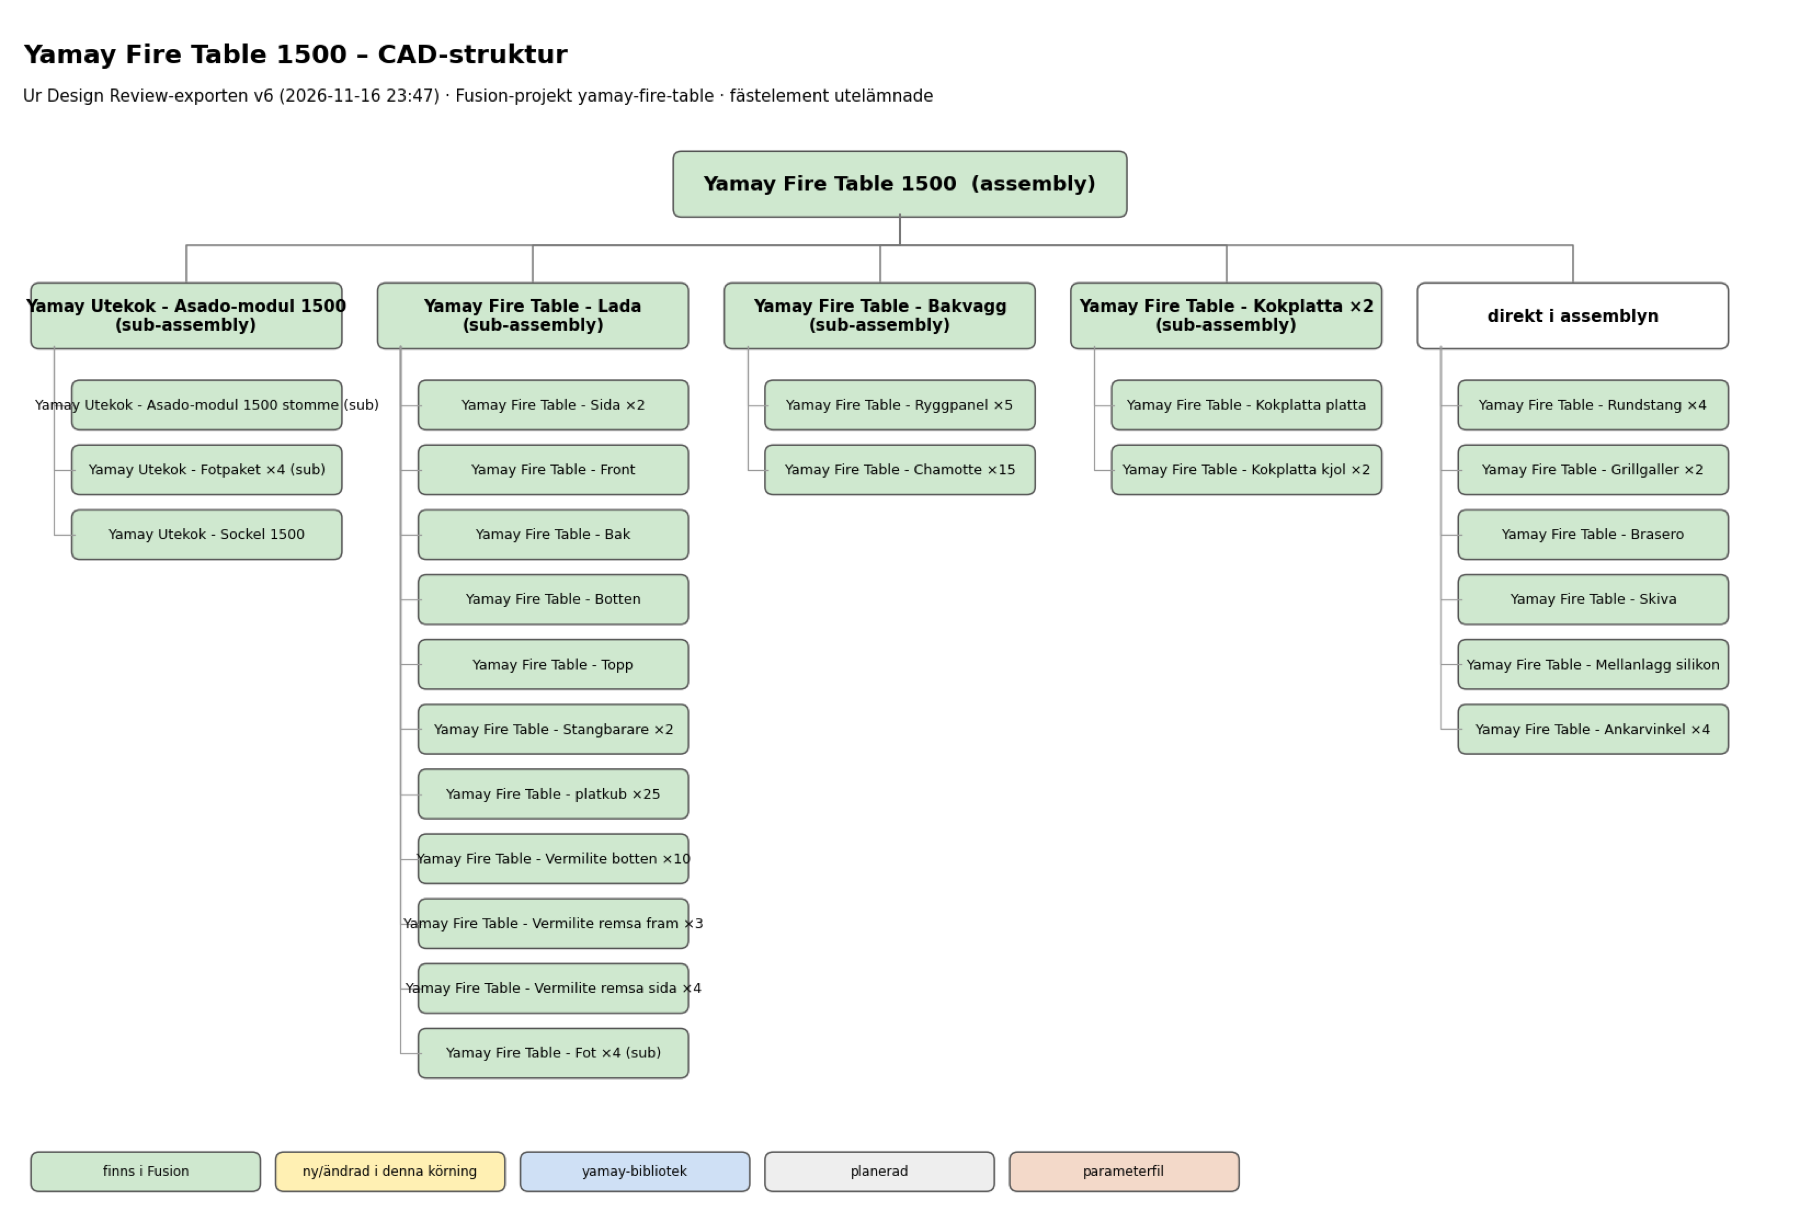 Yamay Fire Table 1500 – CAD-struktur
Ur Design Review-exporten v6 (2026-11-16 23:47) · Fusion-projekt yamay-fire-table · fästelement utelämnade
Yamay Fire Table 1500  (assembly)
Yamay Utekok - Asado-modul 1500
(sub-assembly)
Yamay Utekok - Asado-modul 1500 stomme (sub)
Yamay Utekok - Fotpaket ×4 (sub)
Yamay Utekok - Sockel 1500
Yamay Fire Table - Lada
(sub-assembly)
Yamay Fire Table - Sida ×2
Yamay Fire Table - Front
Yamay Fire Table - Bak
Yamay Fire Table - Botten
Yamay Fire Table - Topp
Yamay Fire Table - Stangbarare ×2
Yamay Fire Table - platkub ×25
Yamay Fire Table - Vermilite botten ×10
Yamay Fire Table - Vermilite remsa fram ×3
Yamay Fire Table - Vermilite remsa sida ×4
Yamay Fire Table - Fot ×4 (sub)
Yamay Fire Table - Bakvagg
(sub-assembly)
Yamay Fire Table - Ryggpanel ×5
Yamay Fire Table - Chamotte ×15
Yamay Fire Table - Kokplatta ×2
(sub-assembly)
Yamay Fire Table - Kokplatta platta
Yamay Fire Table - Kokplatta kjol ×2
direkt i assemblyn
Yamay Fire Table - Rundstang ×4
Yamay Fire Table - Grillgaller ×2
Yamay Fire Table - Brasero
Yamay Fire Table - Skiva
Yamay Fire Table - Mellanlagg silikon
Yamay Fire Table - Ankarvinkel ×4
finns i Fusion
ny/ändrad i denna körning
yamay-bibliotek
planerad
parameterfil